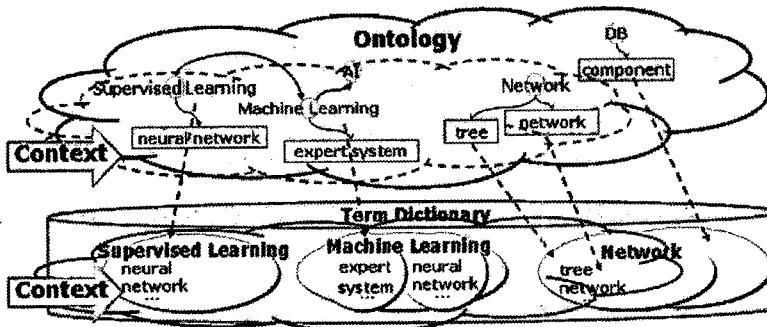 Ontology
DB
component
Supervised Learning
AI
Machine Learning
Network
neural network
expert system
tree
network
Context
Term Dictionary
Supervised Learning
neural
network
...
Machine Learning
expert
system
...
neural
network
...
Network
tree
network
...
Context